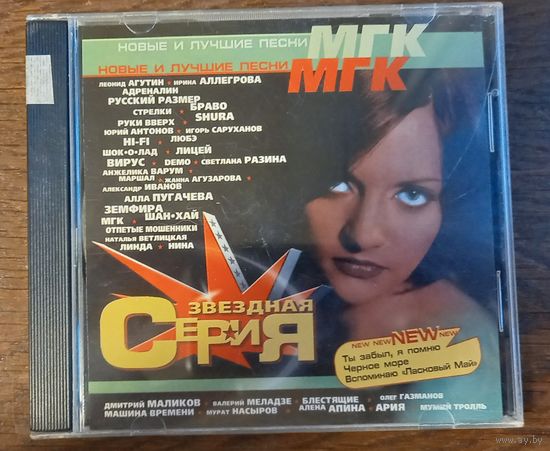 НОВЫЕ И ЛУЧШИЕ ПЕСНИ МГК
НОВЫЕ И ЛУЧШИЕ ПЕСНИ МГК
ЛЕОНИД АГУТИН ★ ИРИНА АЛЛЕГРОВА
АДРЕНАЛИН
РУССКИЙ РАЗМЕР
СТРЕЛКИ ★ БРАВО
РУКИ ВВЕРХ ★ SHURA
ЮРИЙ АНТОНОВ ★ ИГОРЬ САРУХАНОВ
HI-FI ★ ЛЮБЭ
ШОК★О★ЛАД ★ ЛИЦЕЙ
ВИРУС ★ DEMO ★ СВЕТЛАНА РАЗИНА
АНЖЕЛИКА ВАРУМ ★
МАРШАЛ ★ ЖАННА АГУЗАРОВА ★
АЛЕКСАНДР ИВАНОВ
АЛЛА ПУГАЧЕВА
ЗЕМФИРА ★
МГК ★ ШАН★ХАЙ ★
ОТПЕТЫЕ МОШЕННИКИ
НАТАЛЬЯ ВЕТЛИЦКАЯ ★
ЛИНДА ★ НИНА
ЗВЕЗДНАЯ
СЕРИЯ
NEW NEW NEW NEW
Ты забыл, я помню
Черное море
Вспоминаю «Ласковый Май»
ДМИТРИЙ МАЛИКОВ ★ ВАЛЕРИЙ МЕЛАДЗЕ ★ БЛЕСТЯЩИЕ ★ ОЛЕГ ГАЗМАНОВ
МАШИНА ВРЕМЕНИ ★ МУРАТ НАСЫРОВ ★ АЛЕНА АПИНА ★ АРИЯ ★ МУМИЙ ТРОЛЛЬ
www.ay.by